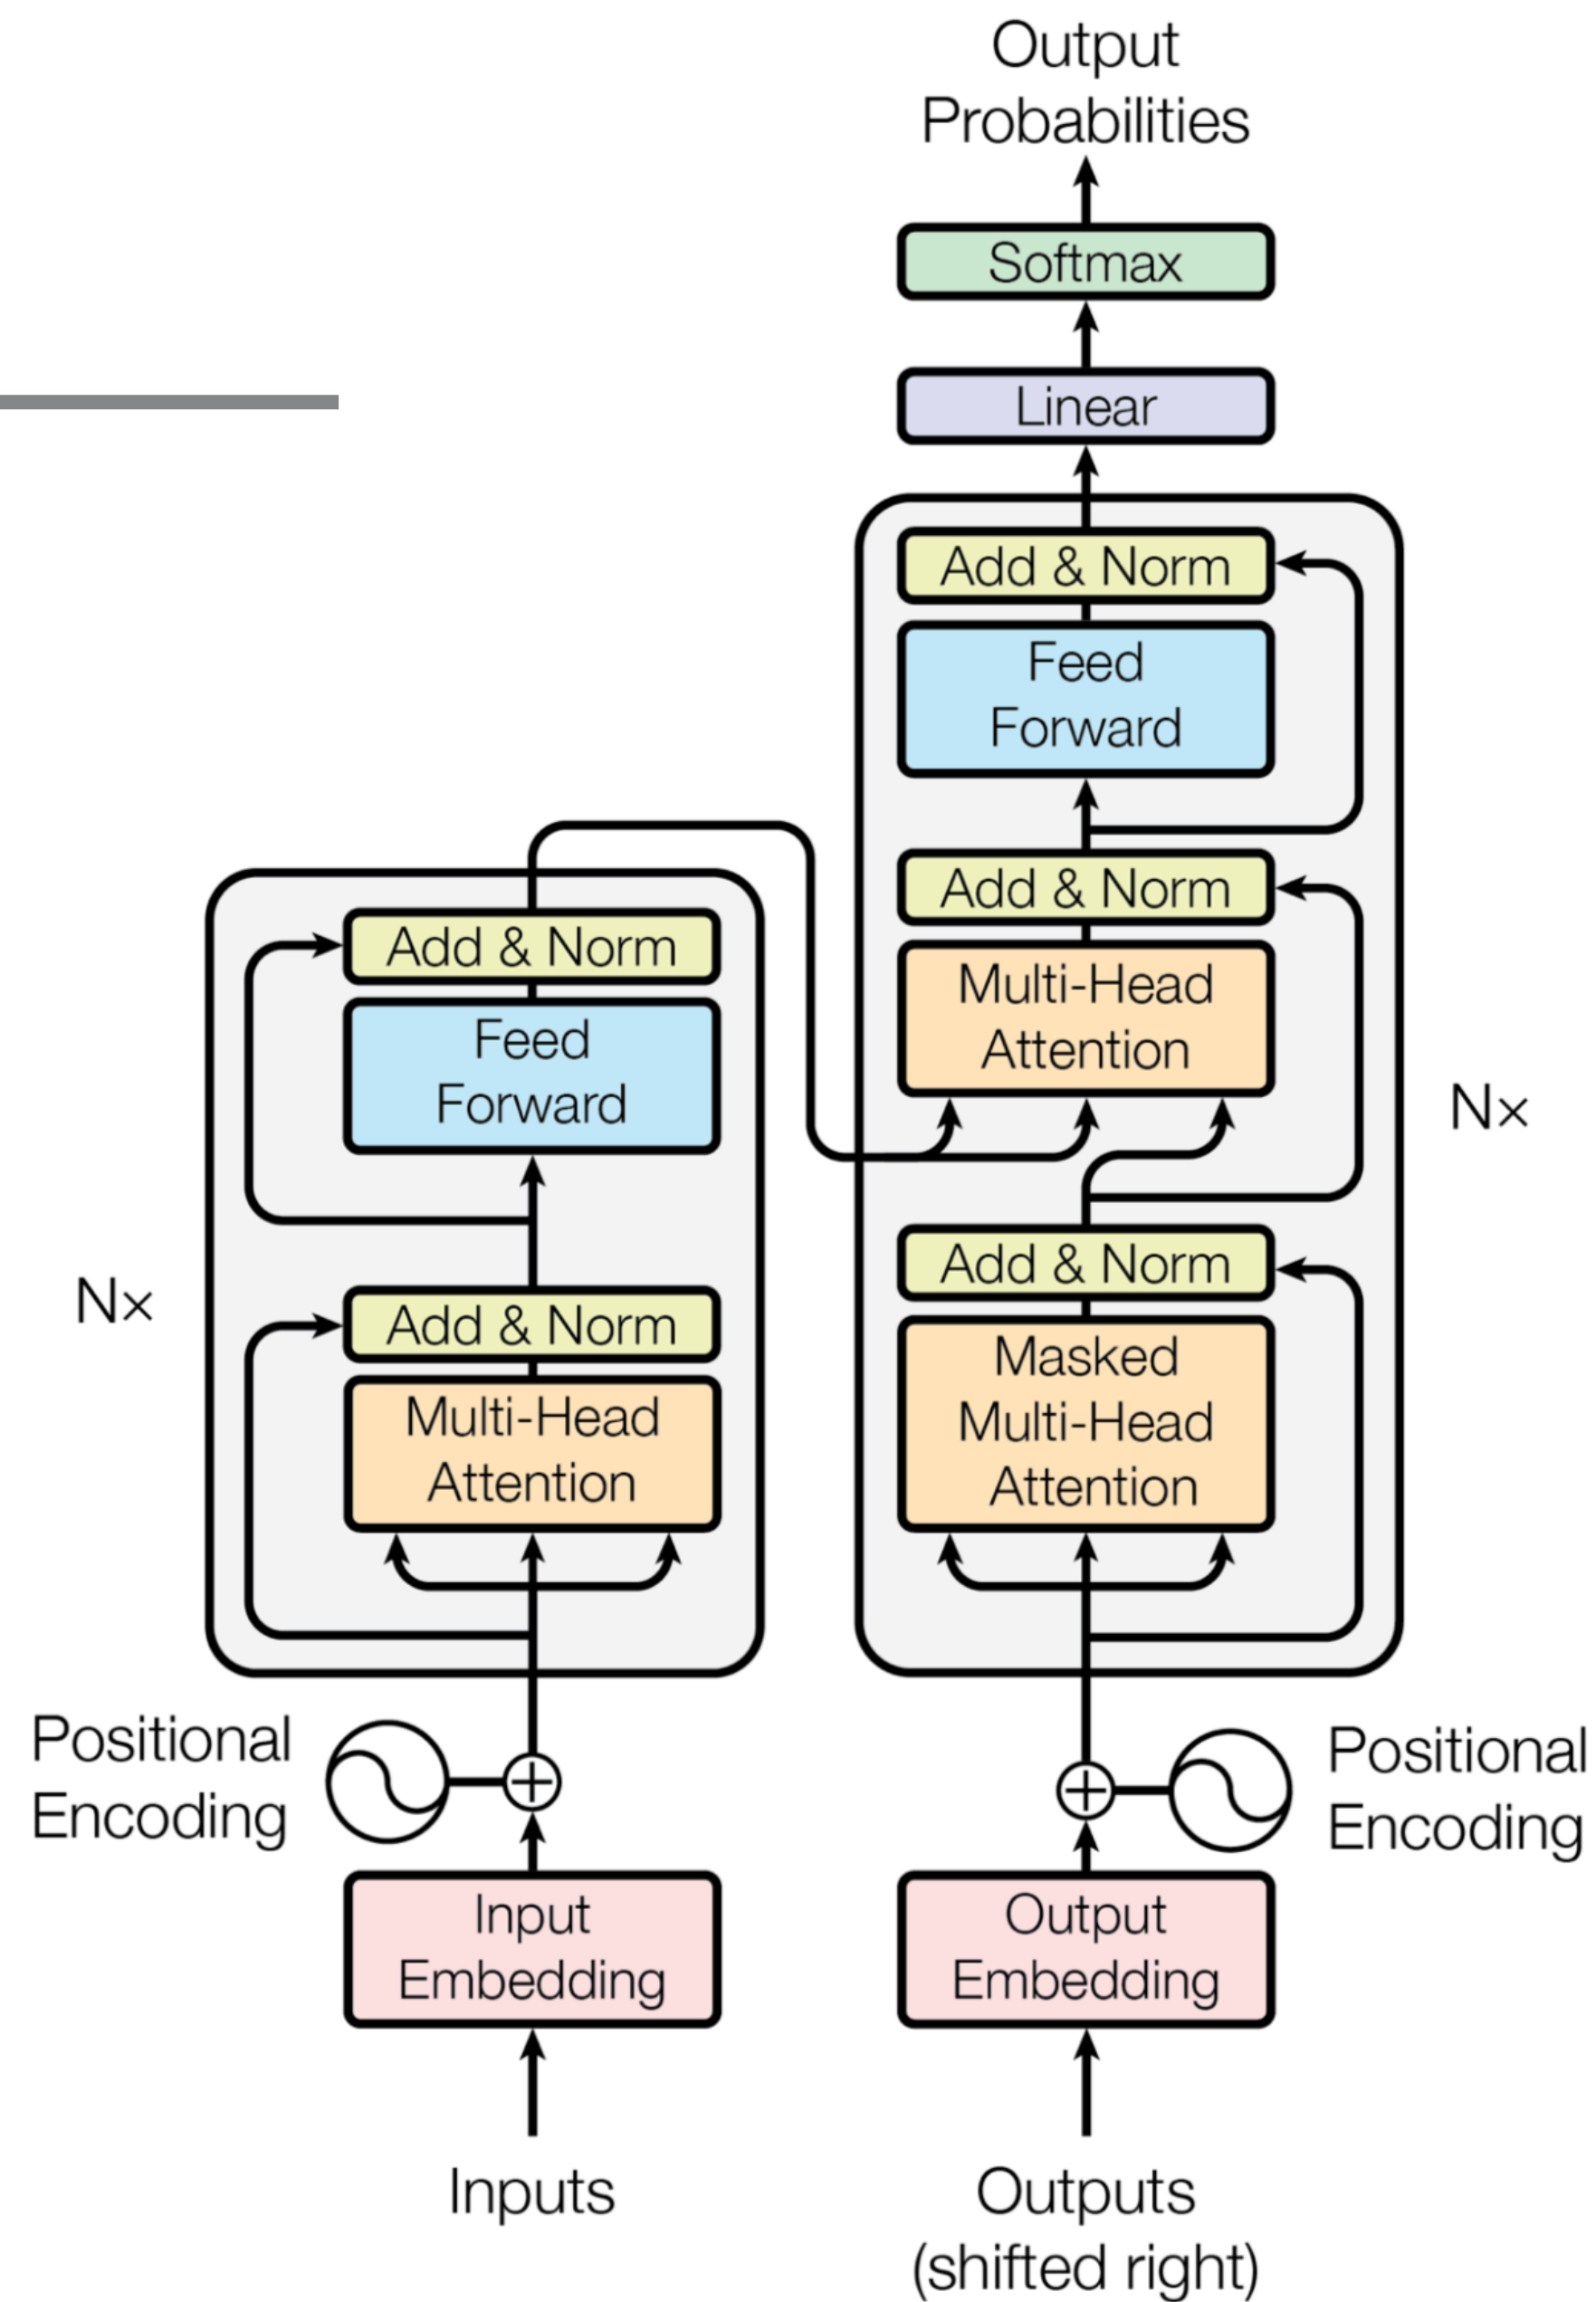 Output
Probabilities
Softmax
Linear
Add & Norm
Feed
Forward
Add & Norm
Multi-Head
Attention
N×
Add & Norm
Masked
Multi-Head
Attention
Add & Norm
Feed
Forward
N×
Add & Norm
Multi-Head
Attention
Positional
Encoding
Positional
Encoding
Input
Embedding
Output
Embedding
Inputs
Outputs
(shifted right)